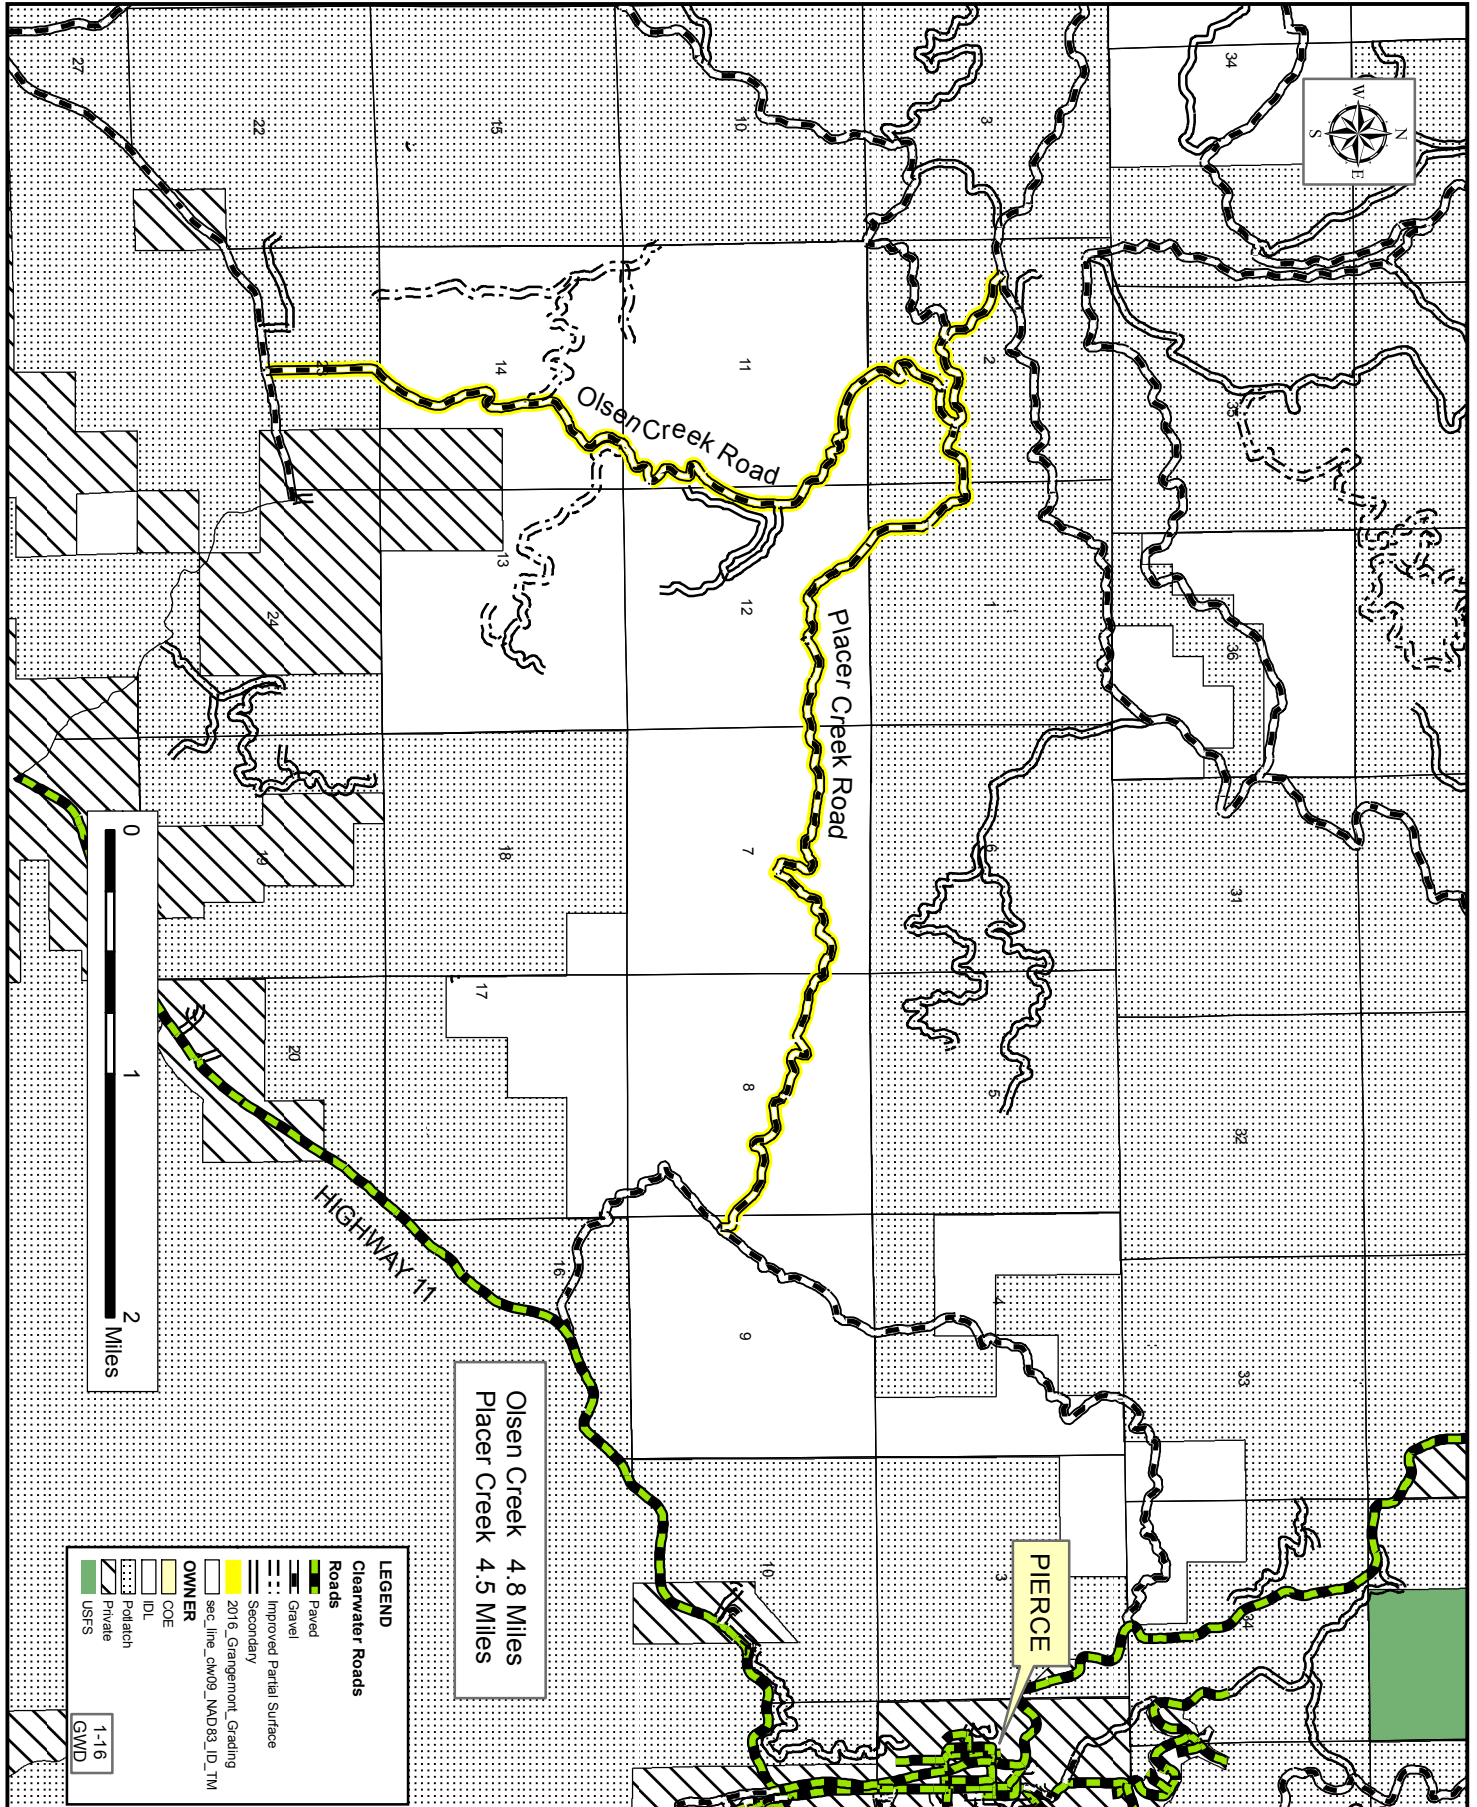 34
35
36
31
32
33
34
N
W
E
S
3
2
1
6
5
4
3
PIERCE
10
11
12
7
8
9
10
Olsen Creek Road
Placer Creek Road
15
14
13
18
17
16
Olsen Creek 4.8 Miles
Placer Creek 4.5 Miles
27
22
23
24
19
20
HIGHWAY 11
0 1 2
Miles
LEGEND
Clearwater Roads
Roads
Paved
Gravel
Improved Partial Surface
Secondary
2016_Grangemont_Grading
sec_line_clw09_NAD83_ID_TM
OWNER
COE
IDL
Potlatch
Private
USFS
1-16
GWD